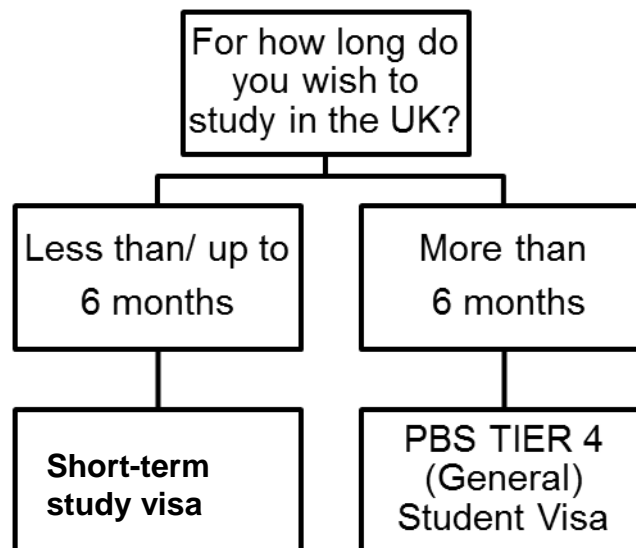 For how long do
you wish to
study in the UK?
Less than/ up to
6 months
More than
6 months
Short-term
study visa
PBS TIER 4
(General)
Student Visa